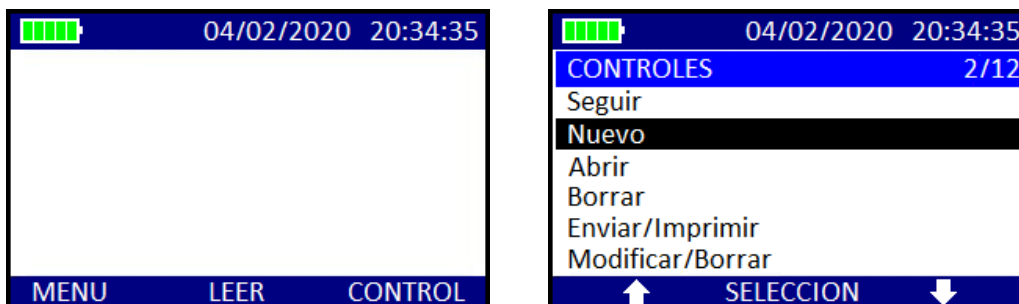 04/02/2020 20:34:35
MENU LEER CONTROL
04/02/2020 20:34:35
CONTROLES 2/12
Seguir
Nuevo
Abrir
Borrar
Enviar/Imprimir
Modificar/Borrar
SELECCION